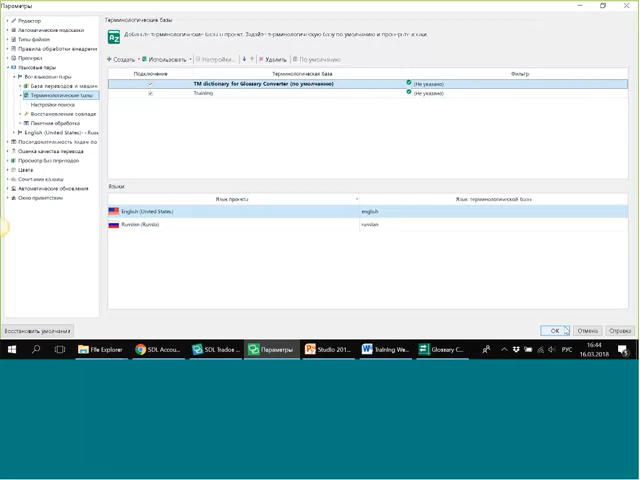 Параметры
Редактор
Автоматические подсказки
Типы файлов
Правила обработки внедренн
Проверка
Языковые пары
Все языковые пары
База переводов и машин
Терминологические базы
Настройки поиска
Восстановление совпаде
Пакетная обработка
English (United States) - Russ
Последовательность задач по
Оценка качества перевода
Просмотр без переводов
Цвета
Сочетания клавиш
Автоматические обновления
Окно приветствия
Восстановить умолчания
Терминологические базы
Добавьте терминологические базы в проект. Задайте терминологическую базу по умолчанию и проверьте языки.
Создать Использовать Настройки... Удалить По умолчанию
Подключение Терминологическая база Фильтр
TM dictionary for Glossary Converter (по умолчанию) (Не указано)
Training (Не указано)
Языки
Язык проекта Язык терминологической базы
English (United States) english
Russian (Russia) russian
OK Отмена Справка
File Explorer SDL Accou... SDL Trados ... Параметры Studio 201... Training We... Glossary C... РУС 16:44
16.03.2018